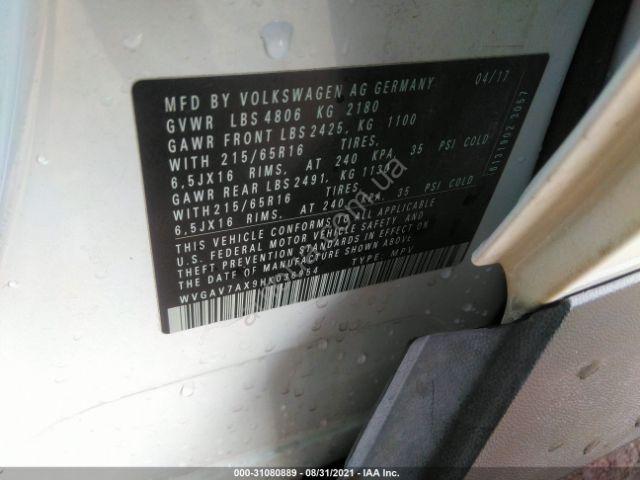 MFD BY VOLKSWAGEN AG GERMANY 04/17
GVWR LBS 4806 KG 2180
GAWR FRONT LBS 2425, KG 1100
WITH 215/65R16 TIRES,
6,5JX16 RIMS, AT 240 KPA, 35 PSI COLD
GAWR REAR LBS 2491, KG 1130
WITH 215/65R16 TIRES,
6,5JX16 RIMS, AT 240 KPA, 35 PSI COLD
THIS VEHICLE CONFORMS TO ALL APPLICABLE
U.S. FEDERAL MOTOR VEHICLE SAFETY AND
THEFT PREVENTION STANDARDS IN EFFECT ON
THE DATE OF MANUFACTURE SHOWN ABOVE
TYPE: MPV
000-31080889 - 08/31/2021 - IAA Inc.